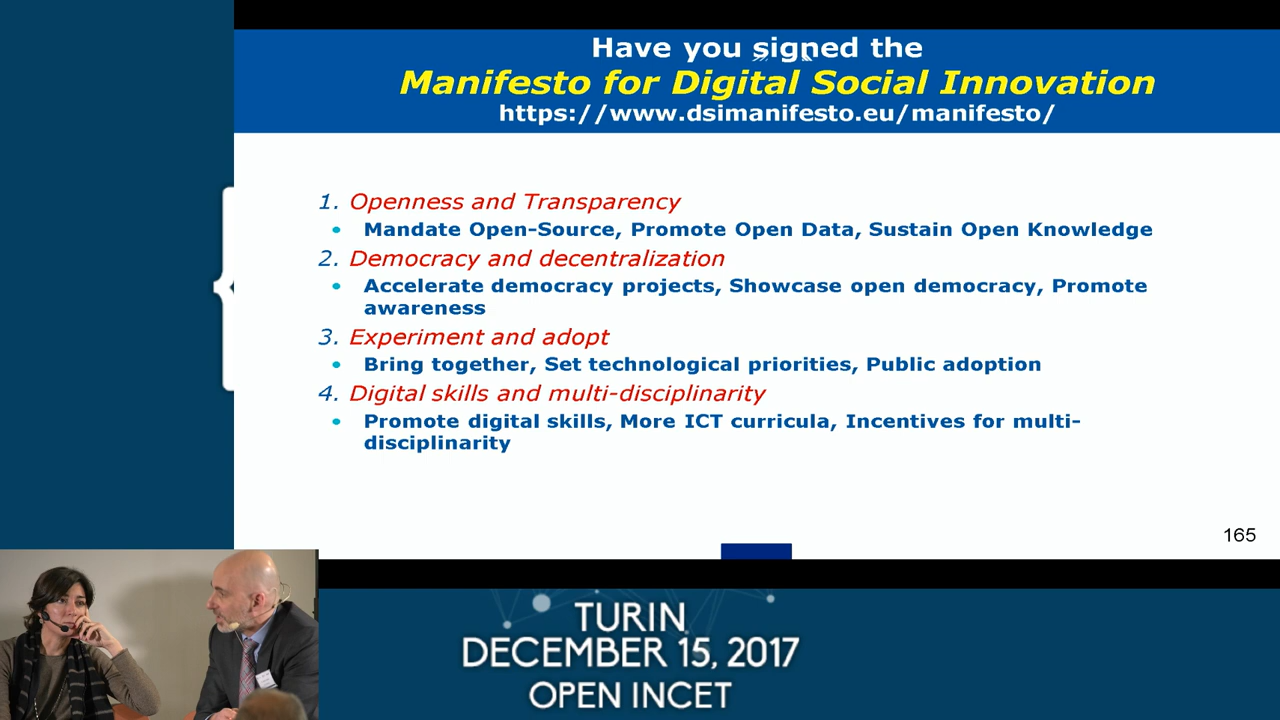 Have you signed the
Manifesto for Digital Social Innovation
https://www.dsimanifesto.eu/manifesto/
1. Openness and Transparency
• Mandate Open-Source, Promote Open Data, Sustain Open Knowledge
2. Democracy and decentralization
• Accelerate democracy projects, Showcase open democracy, Promote
awareness
3. Experiment and adopt
• Bring together, Set technological priorities, Public adoption
4. Digital skills and multi-disciplinarity
• Promote digital skills, More ICT curricula, Incentives for multi-
disciplinarity
165
TURIN
DECEMBER 15, 2017
OPEN INCET